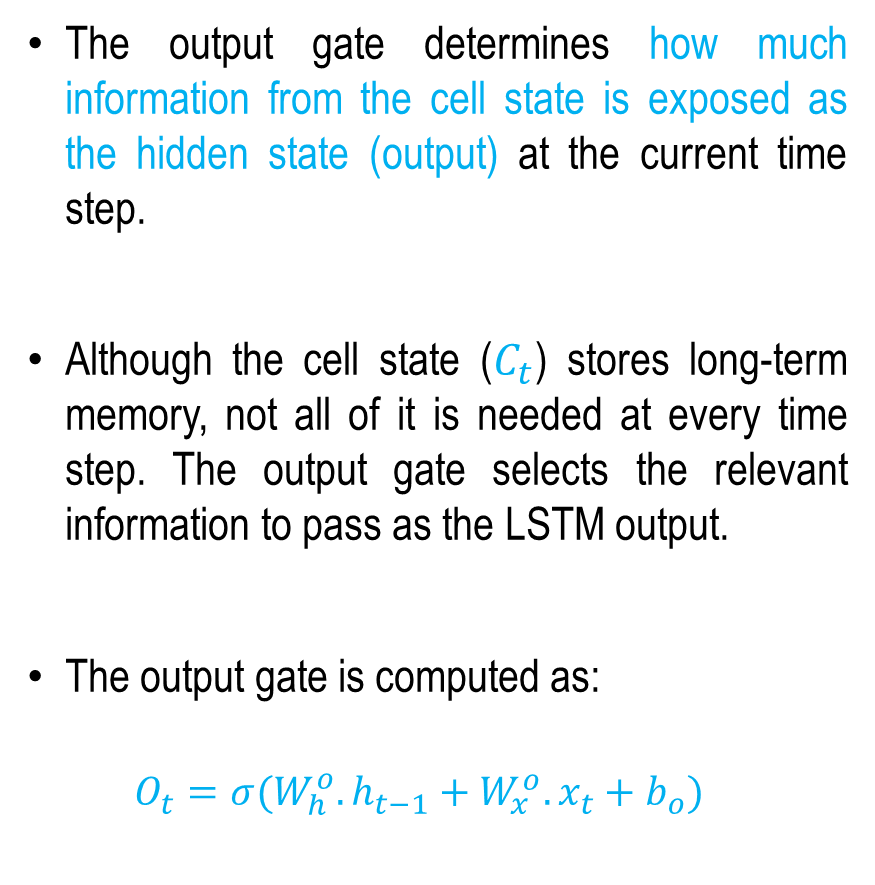 • The output gate determines how much
information from the cell state is exposed as
the hidden state (output) at the current time
step.
• Although the cell state (𝐶ₜ) stores long-term
memory, not all of it is needed at every time
step. The output gate selects the relevant
information to pass as the LSTM output.
• The output gate is computed as:
$O_t = \sigma(W_h^o . h_{t-1} + W_x^o . x_t + b_o)$